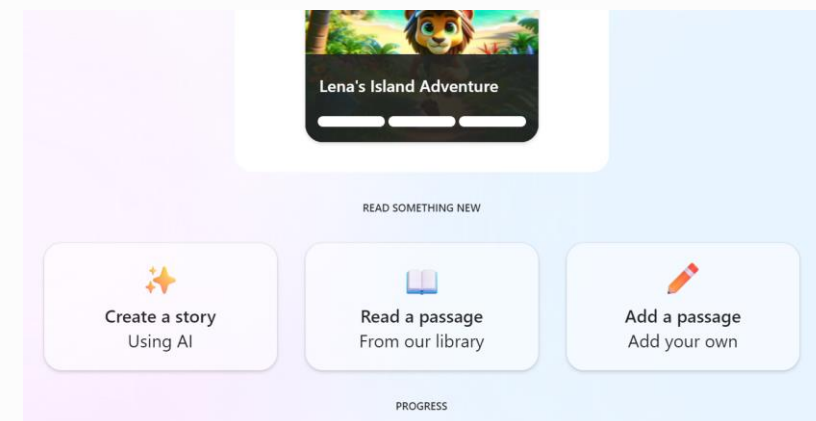 Lena's Island Adventure
READ SOMETHING NEW
Create a story
Using AI
Read a passage
From our library
Add a passage
Add your own
PROGRESS